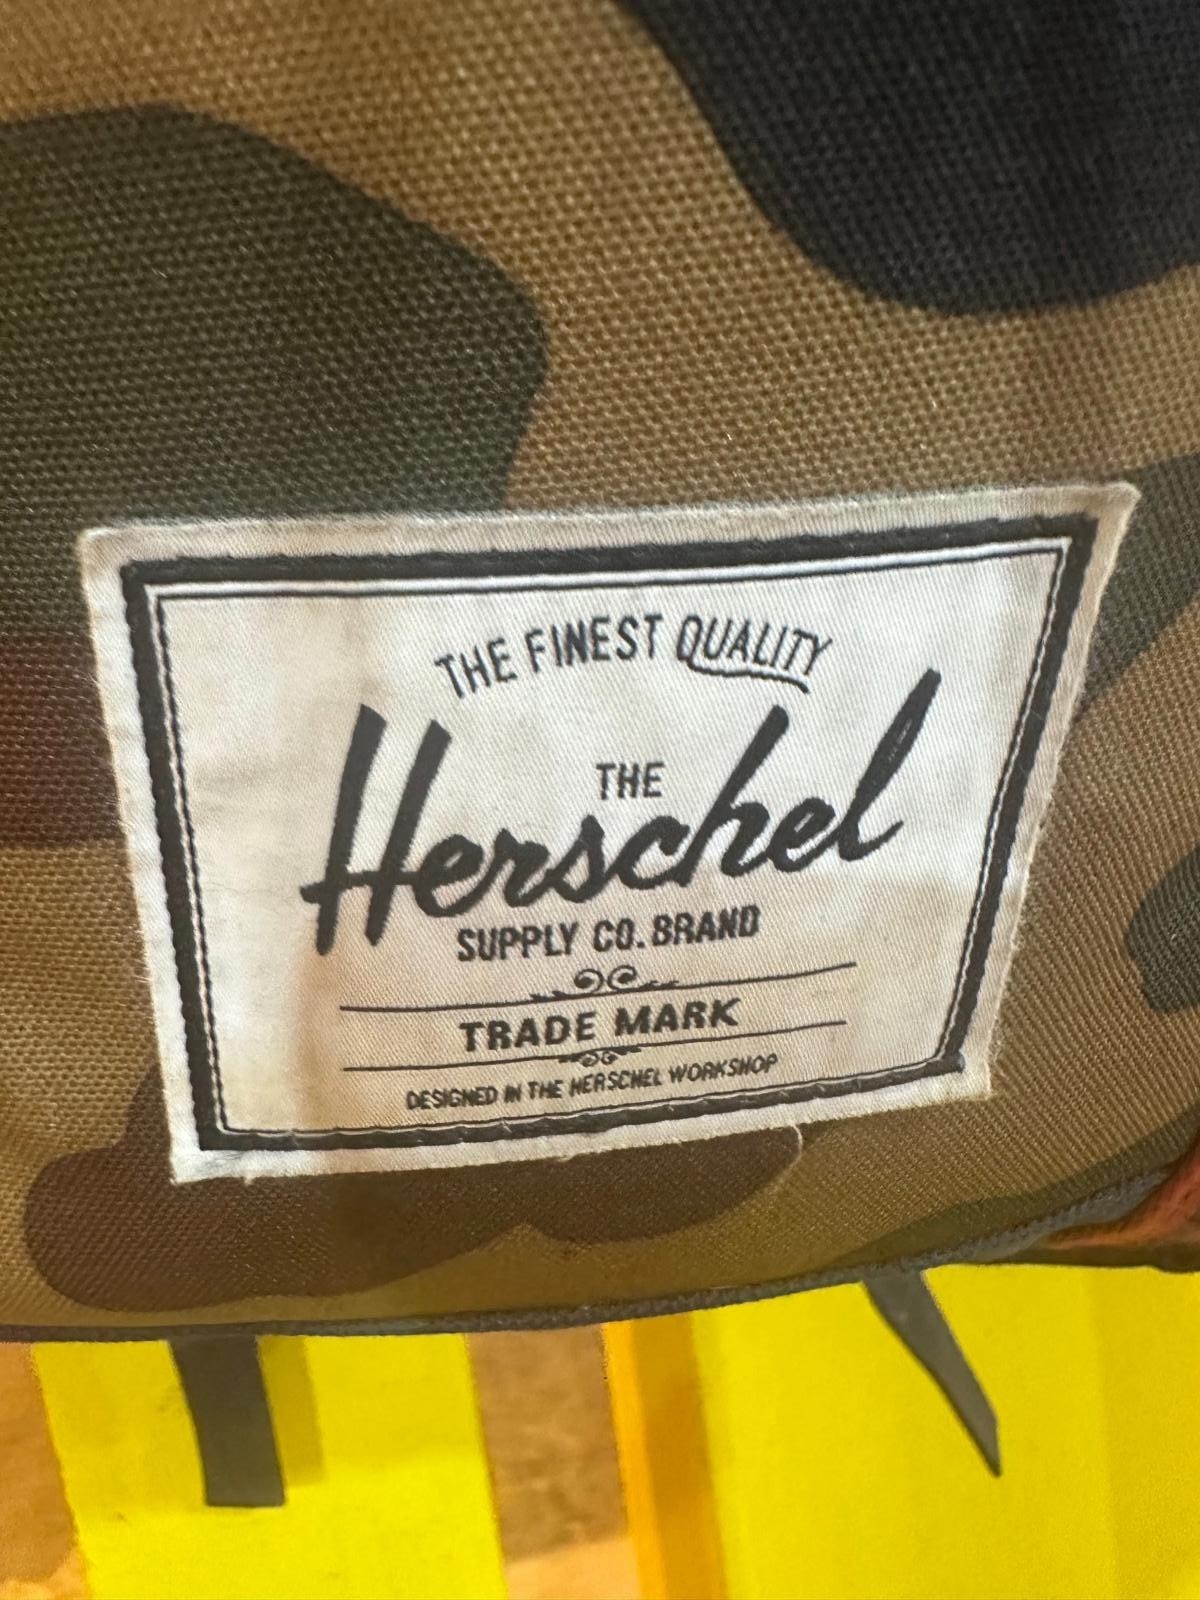 THE FINEST QUALITY
THE
Herschel
SUPPLY CO. BRAND
TRADE MARK
DESIGNED IN THE HERSCHEL WORKSHOP